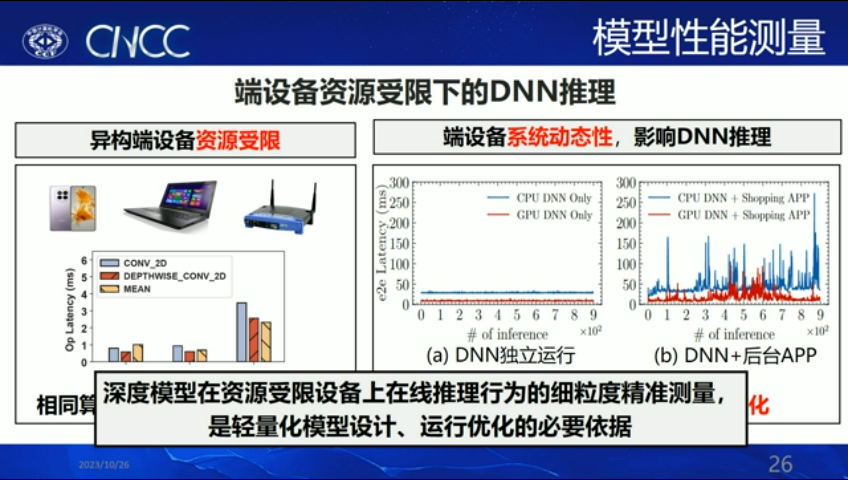 CNCC
模型性能测量
端设备资源受限下的DNN推理
异构端设备资源受限
端设备系统动态性，影响DNN推理
Op Latency (ms)
6
5
4
3
2
1
0
CONV_2D
DEPTHWISE_CONV_2D
MEAN
e2e Latency (ms)
300
250
200
150
100
50
0
CPU DNN Only
GPU DNN Only
0 1 2 3 4 5 6 7 8 9
# of inference ×10²
(a) DNN独立运行
300
250
200
150
100
50
0
CPU DNN + Shopping APP
GPU DNN + Shopping APP
0 1 2 3 4 5 6 7 8 9
# of inference ×10²
(b) DNN+后台APP
相同算
化
深度模型在资源受限设备上在线推理行为的细粒度精准测量，
是轻量化模型设计、运行优化的必要依据
2023/10/26
26